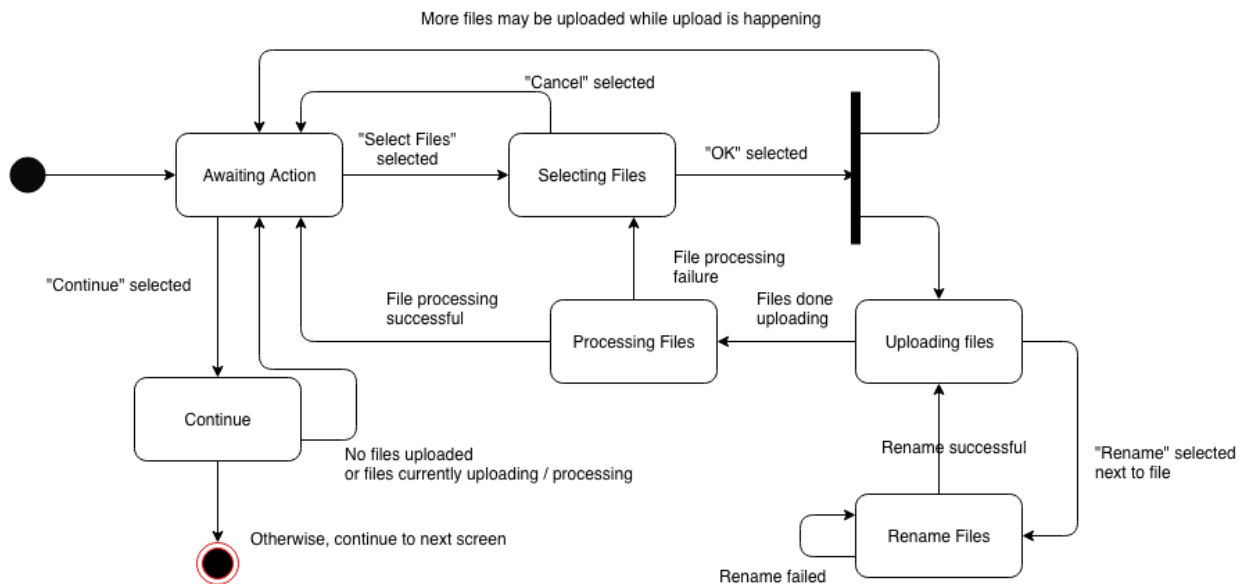 More files may be uploaded while upload is happening
"Cancel" selected
"Select Files"
selected
"OK" selected
Awaiting Action
Selecting Files
"Continue" selected
File processing
successful
File processing
failure
Files done
uploading
Processing Files
Uploading files
Continue
No files uploaded
or files currently uploading / processing
Rename successful
"Rename" selected
next to file
Otherwise, continue to next screen
Rename Files
Rename failed